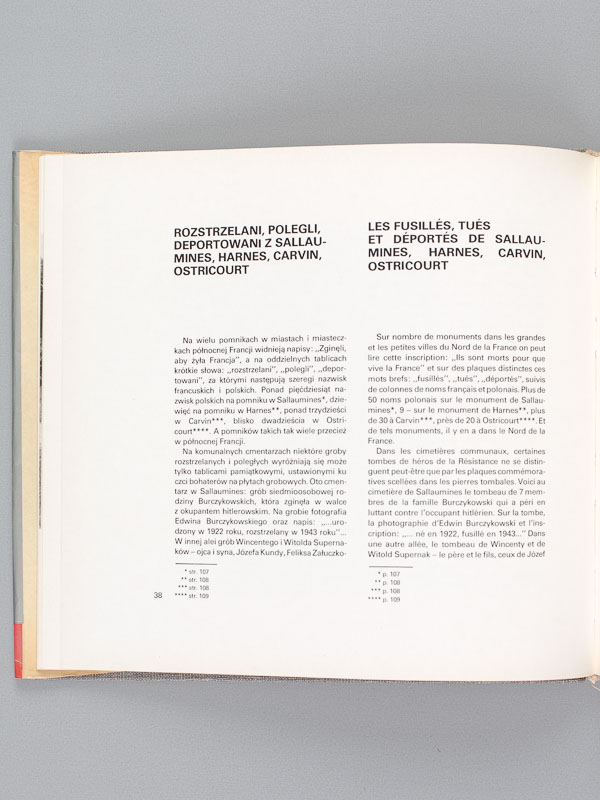 ROZSTRZELANI, POLEGLI,
DEPORTOWANI Z SALLAU-
MINES, HARNES, CARVIN,
OSTRICOURT
Na wielu pomnikach w miastach i miastecz-
kach północnej Francji widnieją napisy: ,,Zginęli,
aby żyła Francja", a na oddzielnych tablicach
krótkie słowa: ,,rozstrzelani", ,,polegli", ,,depor-
towani", za którymi następują szeregi nazwisk
francuskich i polskich. Ponad pięćdziesiąt na-
zwisk polskich na pomniku w Sallaumines*, dzie-
więć na pomniku w Harnes**, ponad trzydzieści
w Carvin***, blisko dwadzieścia w Ostri-
court****. A pomników takich tak wiele przecież
w północnej Francji.
Na komunalnych cmentarzach niektóre groby
rozstrzelanych i poległych wyróżniają się może
tylko tablicami pamiątkowymi, ustawionymi ku
czci bohaterów na płytach grobowych. Oto cmen-
tarz w Sallaumines: grób siedmioosobowej ro-
dziny Burczykowskich, która zginęła w walce
z okupantem hitlerowskim. Na grobie fotografia
Edwina Burczykowskiego oraz napis: ,,...uro-
dzony w 1922 roku, rozstrzelany w 1943 roku"...
W innej alei grób Wincentego i Witolda Superna-
ków – ojca i syna, Józefa Kundy, Feliksa Załuczko-
* str. 107
** str. 108
*** str. 108
**** str. 109
38
LES FUSILLÉS, TUÉS
ET DÉPORTÉS DE SALLAU-
MINES, HARNES, CARVIN,
OSTRICOURT
Sur nombre de monuments dans les grandes
et les petites villes du Nord de la France on peut
lire cette inscription: ,,Ils sont morts pour que
vive la France" et sur des plaques distinctes ces
mots brefs: ,,fusillés", ,,tués", ,,déportés", suivis
de colonnes de noms français et polonais. Plus de
50 noms polonais sur le monument de Sallau-
mines*, 9 – sur le monument de Harnes**, plus
de 30 à Carvin***, près de 20 à Ostricourt****. Et
de tels monuments, il y en a dans le Nord de la
France.
Dans les cimetières communaux, certaines
tombes de héros de la Résistance ne se distin-
guent peut-être que par les plaques commémora-
tives scellées dans les pierres tombales. Voici au
cimetière de Sallaumines le tombeau de 7 mem-
bres de la famille Burczykowski qui a péri en
luttant contre l'occupant hitlérien. Sur la tombe,
la photographie d'Edwin Burczykowski et l'ins-
cription: ,,... né en 1922, fusillé en 1943..." Dans
une autre allée, le tombeau de Wincenty et de
Witold Supernak – le père et le fils, ceux de Józef
* p. 107
** p. 108
*** p. 108
**** p. 109